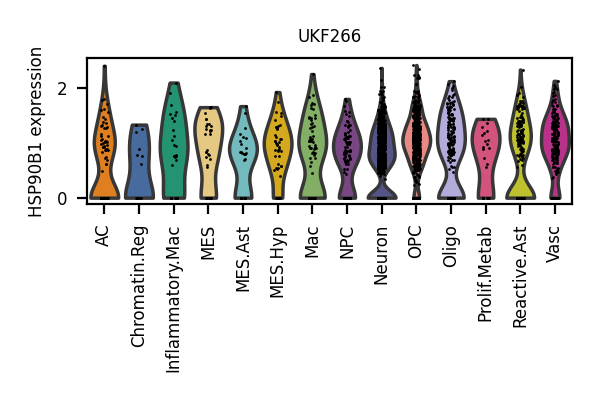 UKF266
HSP90B1 expression
2
0
AC
Chromatin.Reg
Inflammatory.Mac
MES
MES.Ast
MES.Hyp
Mac
NPC
Neuron
OPC
Oligo
Prolif.Metab
Reactive.Ast
Vasc